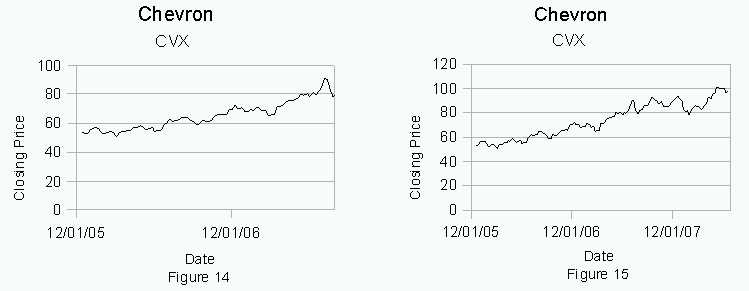 Chevron
CVX
100
80
60
40
20
0
Closing Price
12/01/05
12/01/06
Date
Figure 14
Chevron
CVX
120
100
80
60
40
20
0
Closing Price
12/01/05
12/01/06
12/01/07
Date
Figure 15